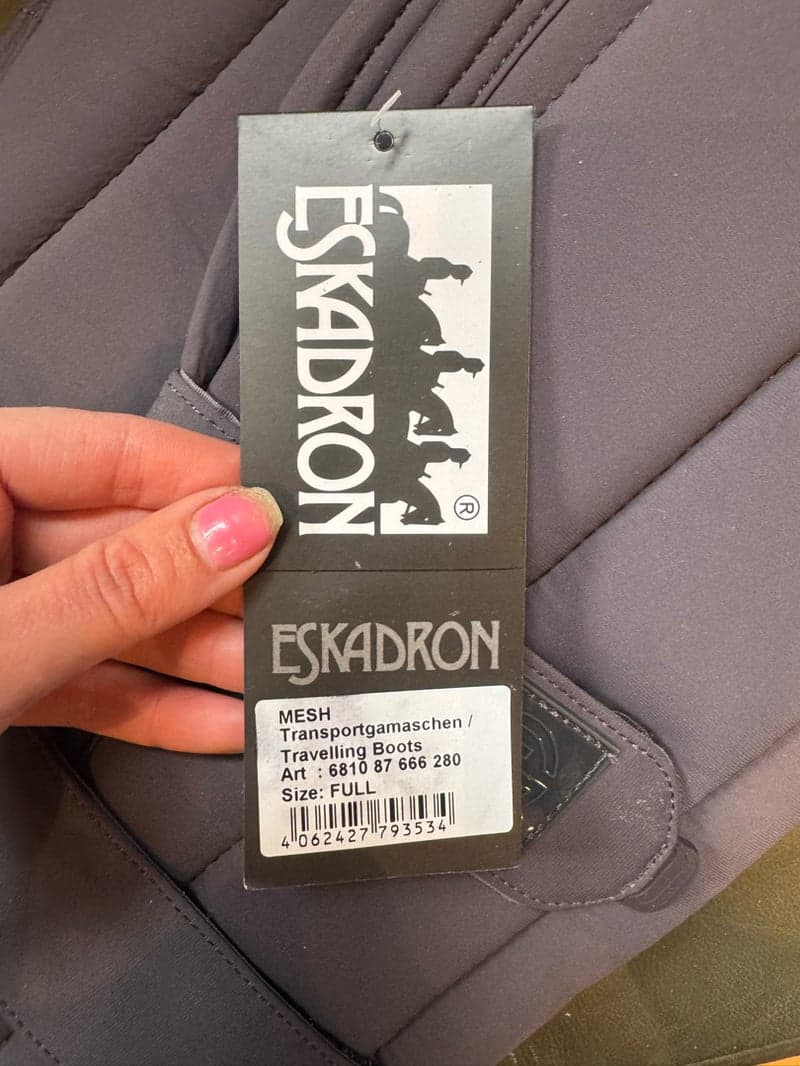 ESKADRON
®
ESKADRON
MESH
Transportgamaschen /
Travelling Boots
Art : 6810 87 666 280
Size: FULL
4 062427 793534